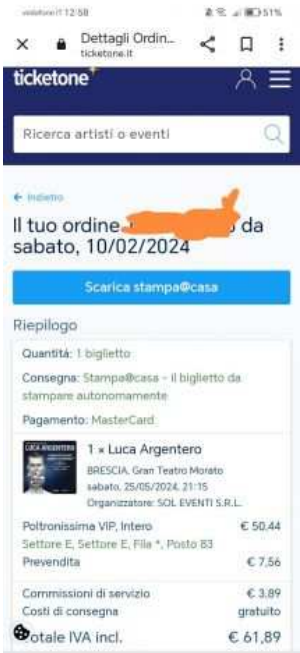 12:58
51%
Dettagli Ordin...
ticketone.it
ticketone
Ricerca artisti o eventi
← Indietro
Il tuo ordine da
sabato, 10/02/2024
Scarica stampa@casa
Riepilogo
Quantità: 1 biglietto
Consegna: Stampa@casa - il biglietto da
stampare autonomamente
Pagamento: MasterCard
LUCA ARGENTERO
1 x Luca Argentero
BRESCIA, Gran Teatro Morato
sabato, 25/05/2024, 21:15
Organizzatore: SOL EVENTI S.R.L.
Poltronissima VIP, Intero € 50,44
Settore E, Settore E, Fila *, Posto 83
Prevendita € 7,56
Commissioni di servizio € 3,89
Costi di consegna gratuito
otale IVA incl. € 61,89